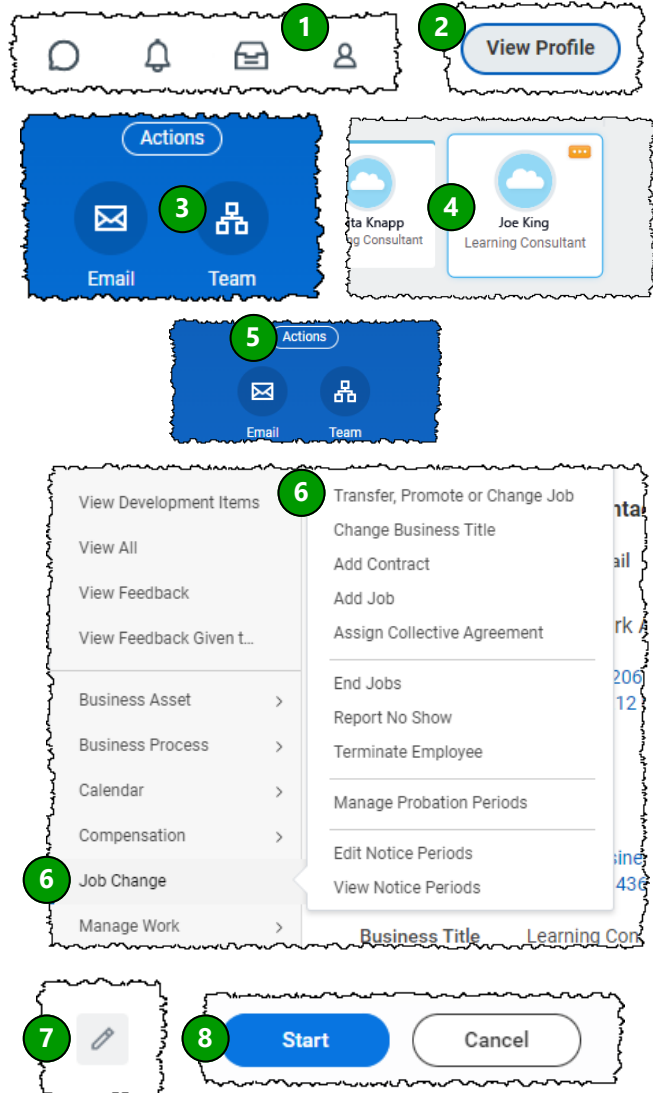 1
2
View Profile
Actions
3
Email Team
4
Knapp
Consultant
Joe King
Learning Consultant
5
Actions
Email Team
View Development Items
View All
View Feedback
View Feedback Given t...
Business Asset
Business Process
Calendar
Compensation
6 Job Change
Manage Work
6 Transfer, Promote or Change Job
Change Business Title
Add Contract
Add Job
Assign Collective Agreement
End Jobs
Report No Show
Terminate Employee
Manage Probation Periods
Edit Notice Periods
View Notice Periods
206
12
436
Business Title Learning
7
8 Start Cancel